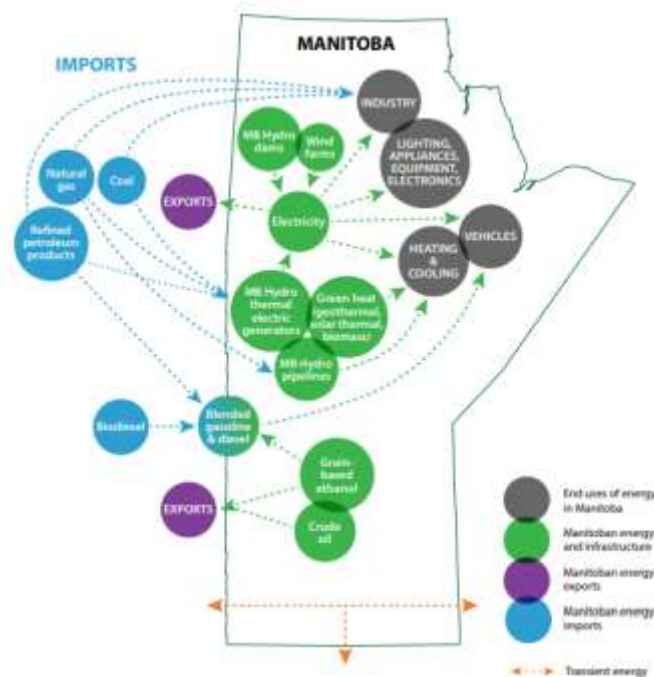 MANITOBA
IMPORTS
INDUSTRY
MB Hydro
dams
Wind
farms
LIGHTING,
APPLIANCES,
EQUIPMENT,
ELECTRONICS
Natural
gas
Coal
EXPORTS
Electricity
VEHICLES
Refined
petroleum
products
HEATING
&
COOLING
MB Hydro
thermal
electric
generators
Green heat
(geothermal,
solar thermal,
biomass)
MB Hydro
pipelines
Biodiesel
Blended
gasoline
& diesel
Grain-
based
ethanol
EXPORTS
Crude
oil
End uses of energy
in Manitoba
Manitoban energy
and infrastructure
Manitoban energy
exports
Manitoban energy
imports
Transient energy